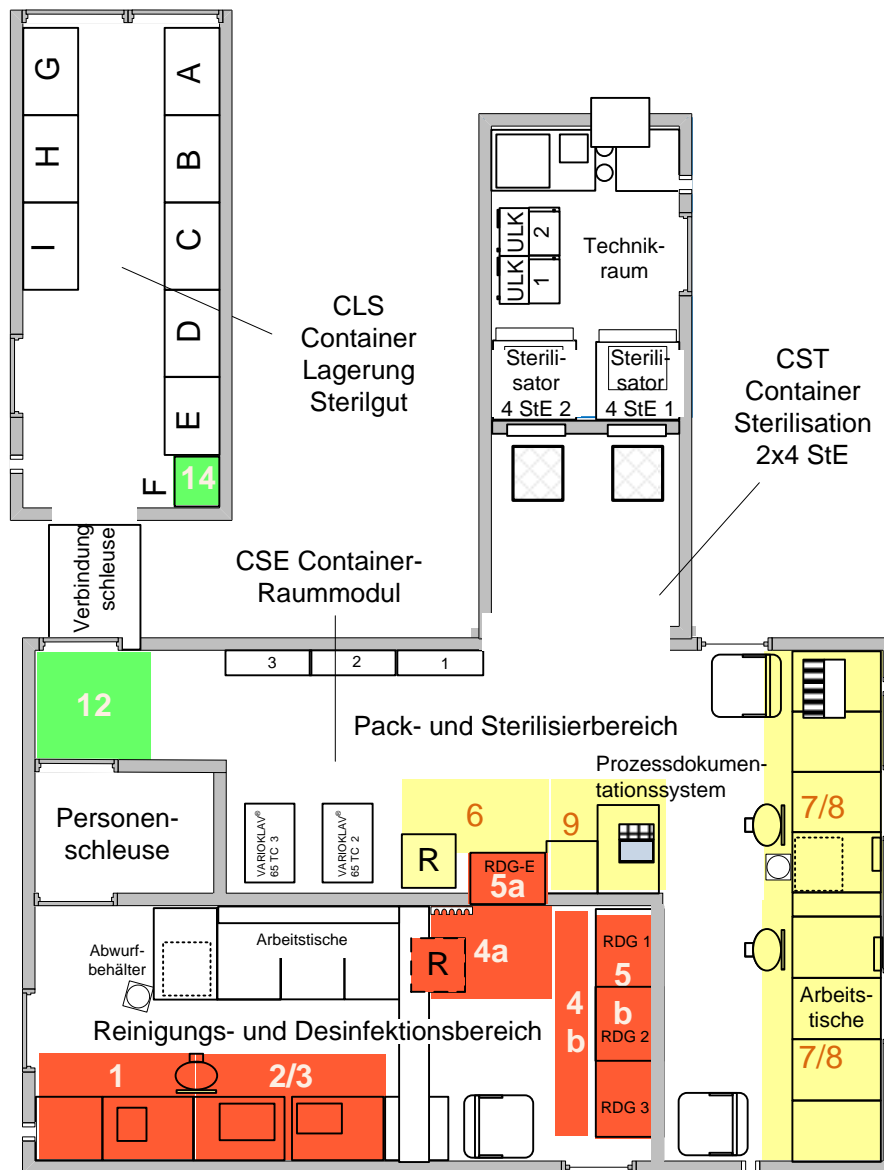 G
A
H
B
I
C
D
E
F
14
CLS
Container
Lagerung
Sterilgut
ULK 2
ULK 1
Technik-
raum
Sterili-
sator
4 StE 2
Sterili-
sator
4 StE 1
CST
Container
Sterilisation
2x4 StE
Verbindung
schleuse
CSE Container-
Raummodul
3
2
1
12
Pack- und Sterilisierbereich
Prozessdokumen-
tationssystem
Personen-
schleuse
VARIOKLAV®
65 TC 3
VARIOKLAV®
65 TC 2
6
9
R
RDG-E
5a
7/8
Abwurf-
behälter
Arbeitstische
R
4a
4
b
RDG 1
5
b
RDG 2
RDG 3
Arbeits-
tische
7/8
Reinigungs- und Desinfektionsbereich
1
2/3